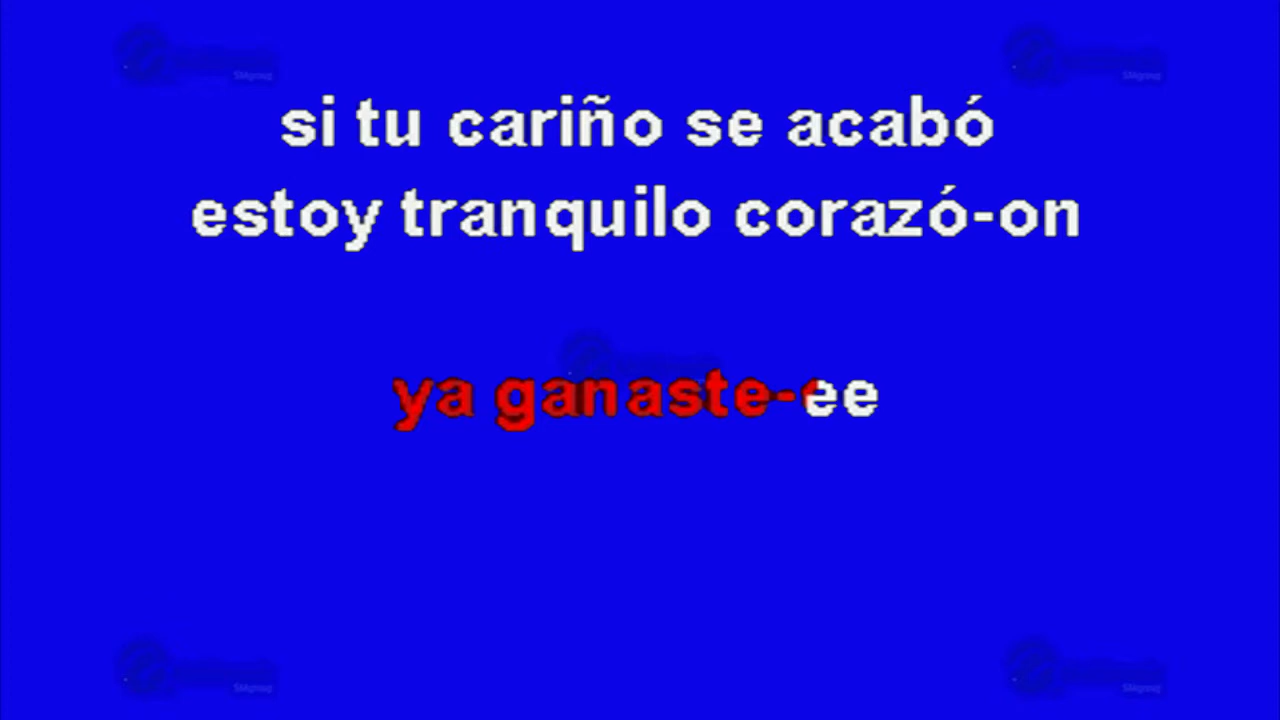 si tu cariño se acabó
estoy tranquilo corazó-on
ya ganaste-ee